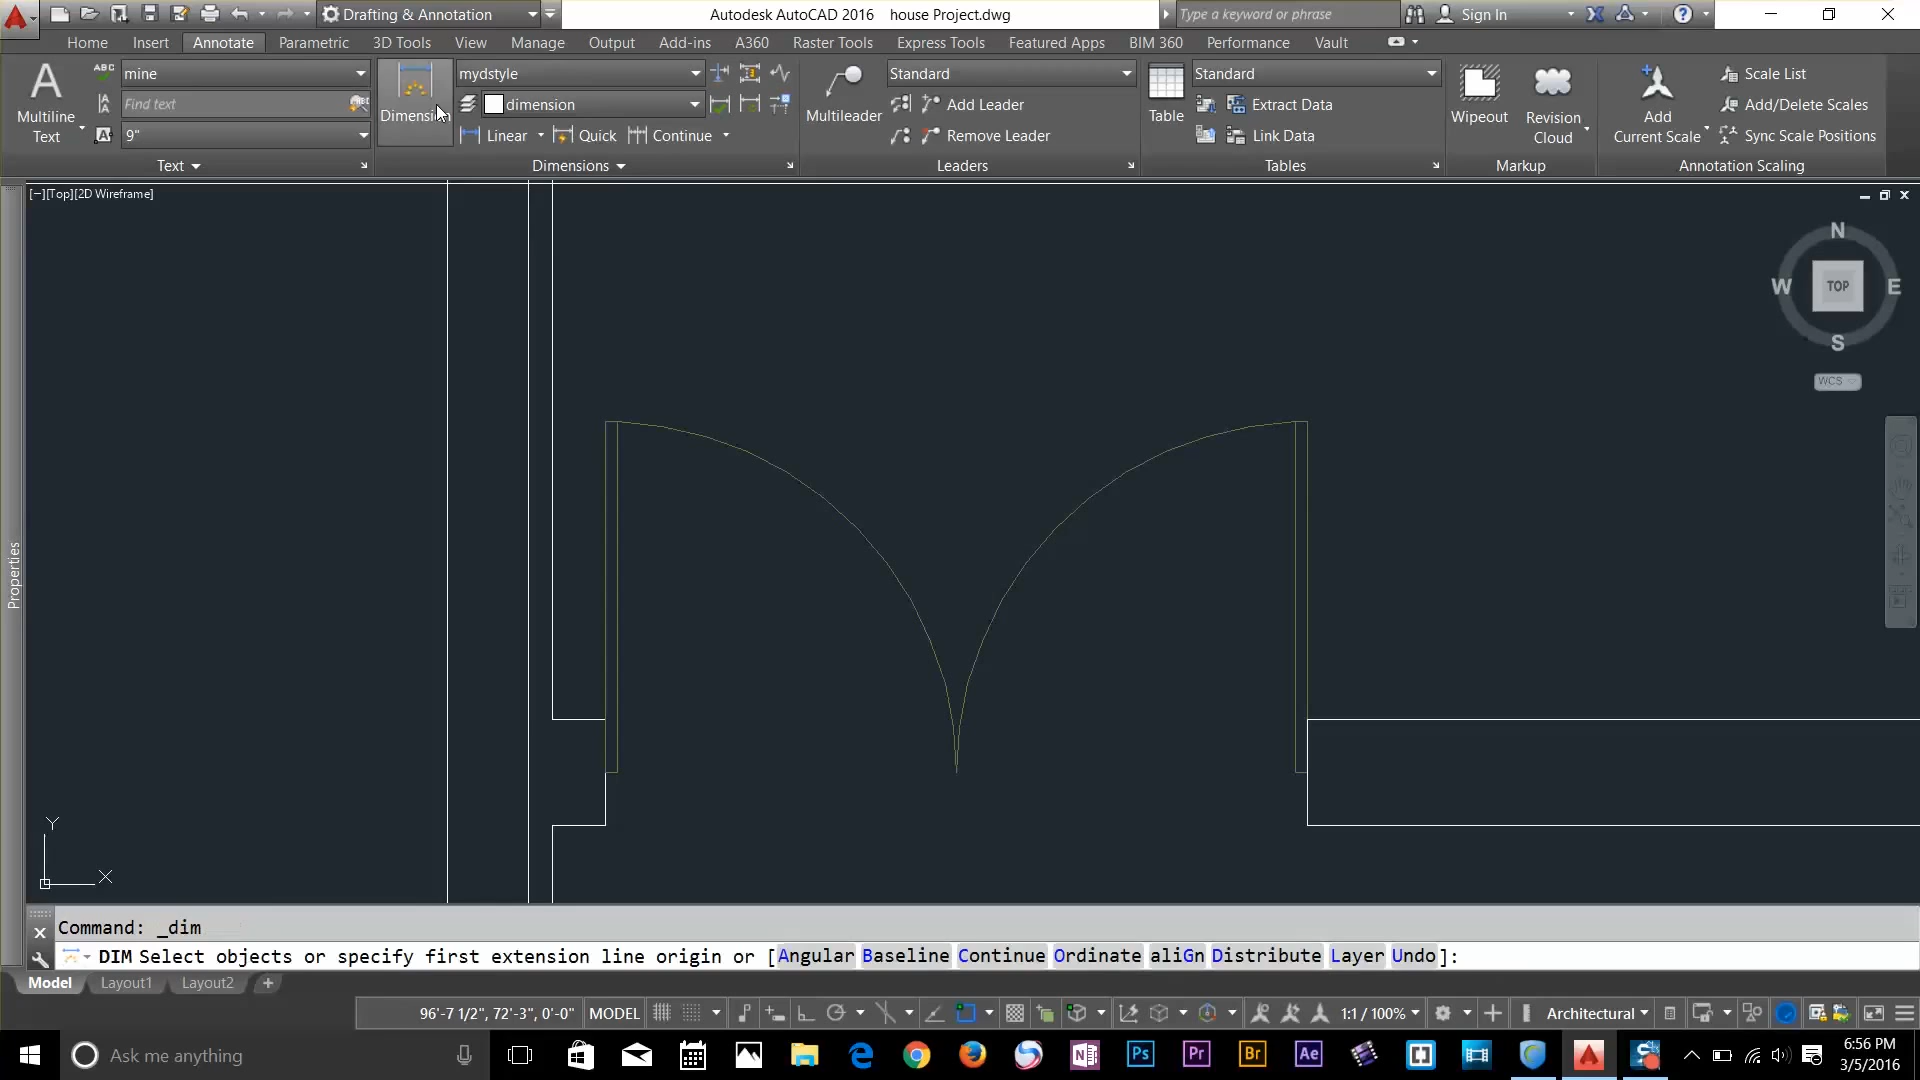 Drafting & Annotation
Autodesk AutoCAD 2016 house Project.dwg
Type a keyword or phrase
Sign In
Home Insert Annotate Parametric 3D Tools View Manage Output Add-ins A360 Raster Tools Express Tools Featured Apps BIM 360 Performance Vault
Multiline
Text
mine
Find text
9"
Text
Dimension
mydstyle
dimension
Linear Quick Continue
Dimensions
Multileader
Standard
Add Leader
Remove Leader
Leaders
Table
Standard
Extract Data
Link Data
Tables
Wipeout
Revision
Cloud
Markup
Add
Current Scale
Scale List
Add/Delete Scales
Sync Scale Positions
Annotation Scaling
[−][Top][2D Wireframe]
N
W TOP E
S
WCS
Properties
Y
X
Command: _dim
DIM Select objects or specify first extension line origin or [Angular Baseline Continue Ordinate aliGn Distribute Layer Undo]:
Model Layout1 Layout2 +
96'-7 1/2", 72'-3", 0'-0" MODEL 1:1 / 100% Architectural
Ask me anything
Ps Pr Br Ae
6:56 PM
3/5/2016